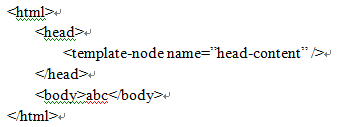 <html>
<head>
<template-node name=”head-content” />
</head>
<body>abc</body>
</html>